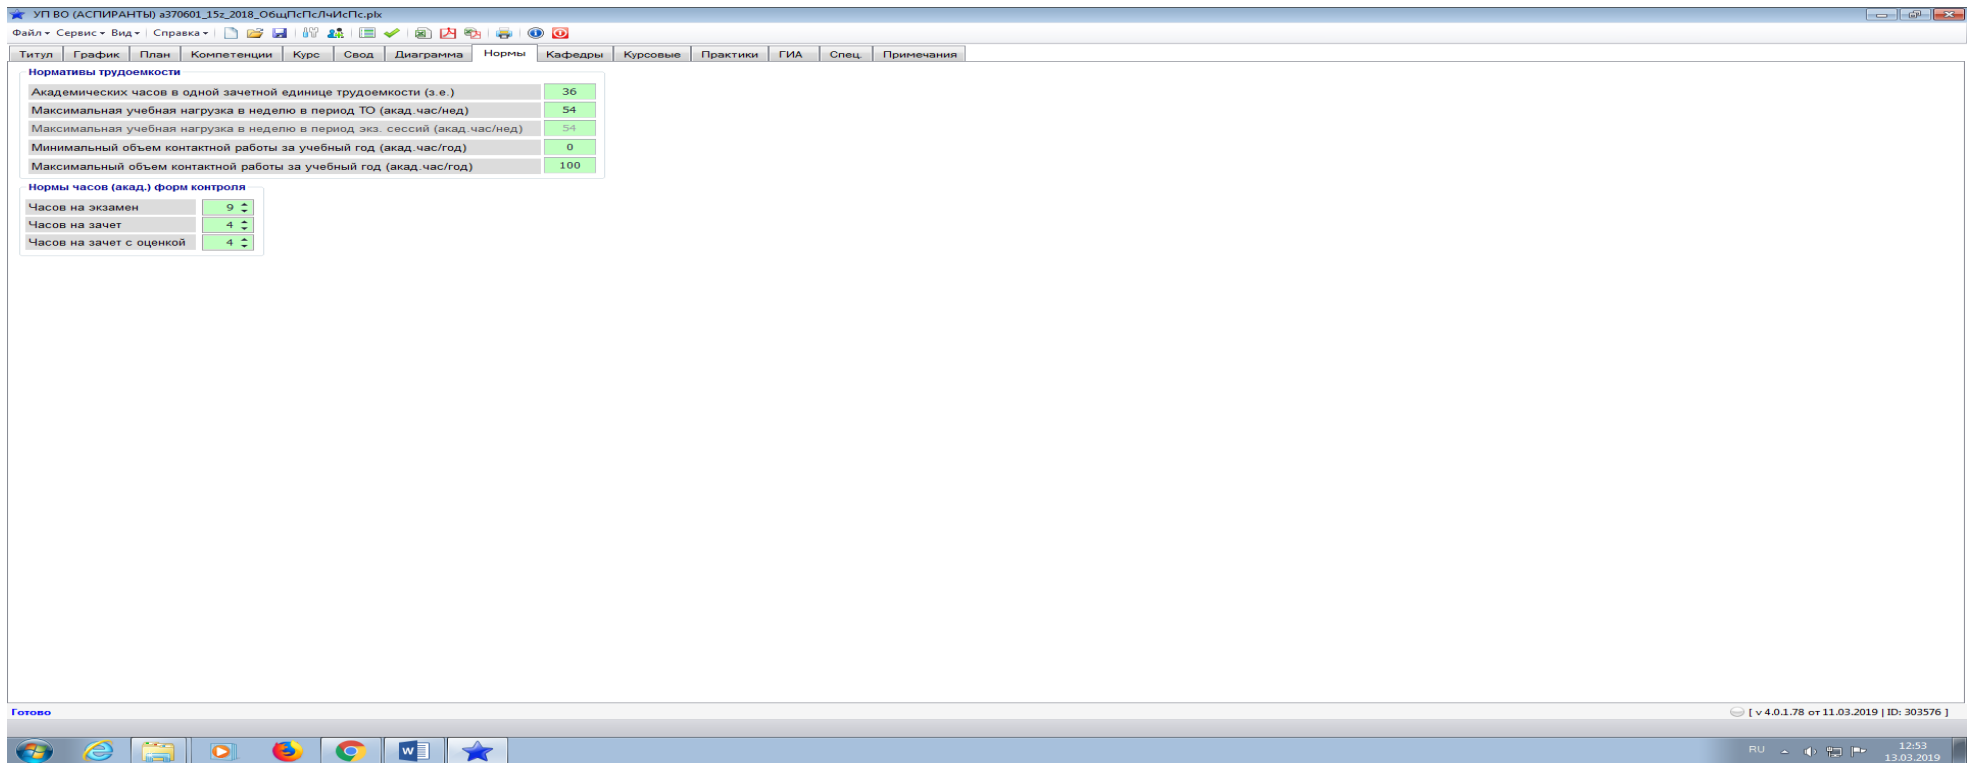 УП ВО (АСПИРАНТЫ) a370601_15z_2018_ОбщПсПсЛчИсПс.plx
Файл Сервис Вид Справка
Титул График План Компетенции Курс Свод Диаграмма Нормы Кафедры Курсовые Практики ГИА Спец. Примечания
Нормативы трудоемкости
Академических часов в одной зачетной единице трудоемкости (з.е.) 36
Максимальная учебная нагрузка в неделю в период ТО (акад.час/нед) 54
Максимальная учебная нагрузка в неделю в период экз. сессий (акад.час/нед) 54
Минимальный объем контактной работы за учебный год (акад.час/год) 0
Максимальный объем контактной работы за учебный год (акад.час/год) 100
Нормы часов (акад.) форм контроля
Часов на экзамен 9
Часов на зачет 4
Часов на зачет с оценкой 4
Готово [ v 4.0.1.78 от 11.03.2019 | ID: 303576 ]
RU 12:53
13.03.2019